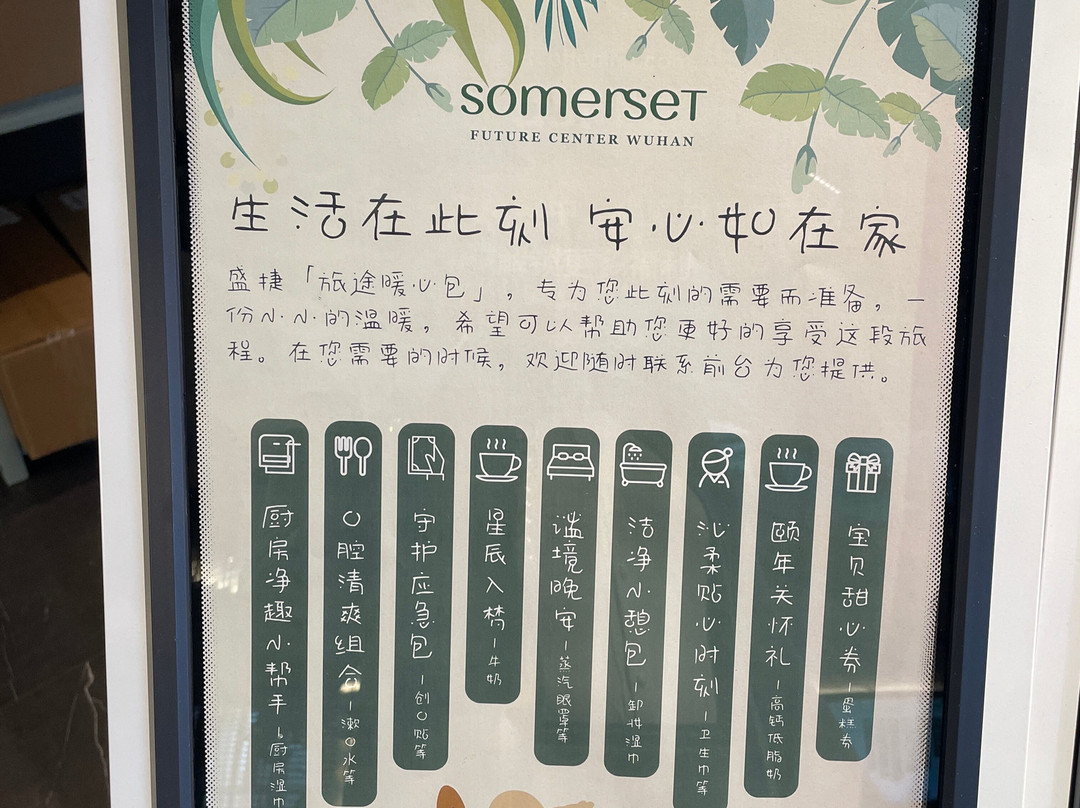 somerseT
FUTURE CENTER WUHAN
生活在此刻 安心如在家
盛捷「旅途暖心包」，专为您此刻的需要而准备，一
份小小的温暖，希望可以帮助您更好的享受这段旅
程。在您需要的时候，欢迎随时联系前台为您提供。
厨房净趣小帮手-厨房湿巾
口腔清爽组合-漱口水等
守护应急包-创口贴等
星辰入梦-牛奶
谧境晚安-蒸汽眼罩等
洁净小憩包-卸妆湿巾
沁柔贴心时刻-卫生巾等
颐年关怀礼-高钙低脂奶
宝贝甜心券-蛋糕券